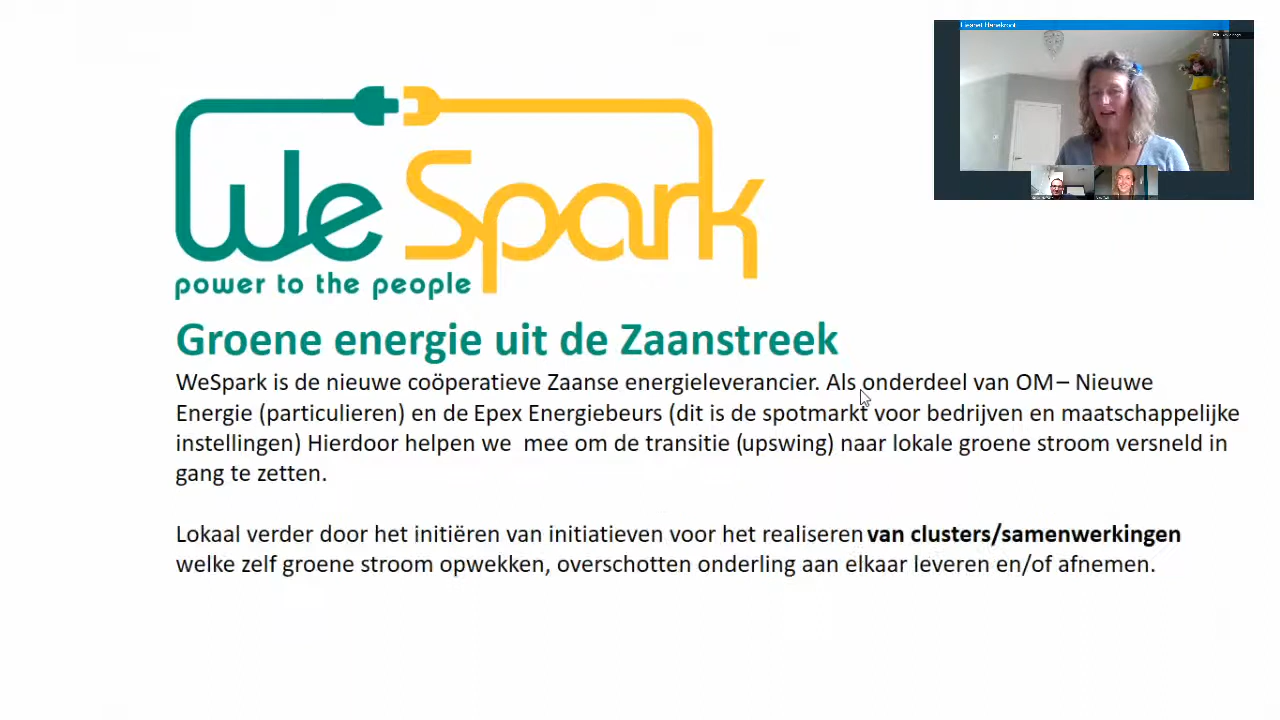 We Spark
power to the people
Groene energie uit de Zaanstreek
WeSpark is de nieuwe coöperatieve Zaanse energieleverancier. Als onderdeel van OM – Nieuwe
Energie (particulieren) en de Epex Energiebeurs (dit is de spotmarkt voor bedrijven en maatschappelijke
instellingen) Hierdoor helpen we mee om de transitie (upswing) naar lokale groene stroom versneld in
gang te zetten.
Lokaal verder door het initiëren van initiatieven voor het realiseren van clusters/samenwerkingen
welke zelf groene stroom opwekken, overschotten onderling aan elkaar leveren en/of afnemen.